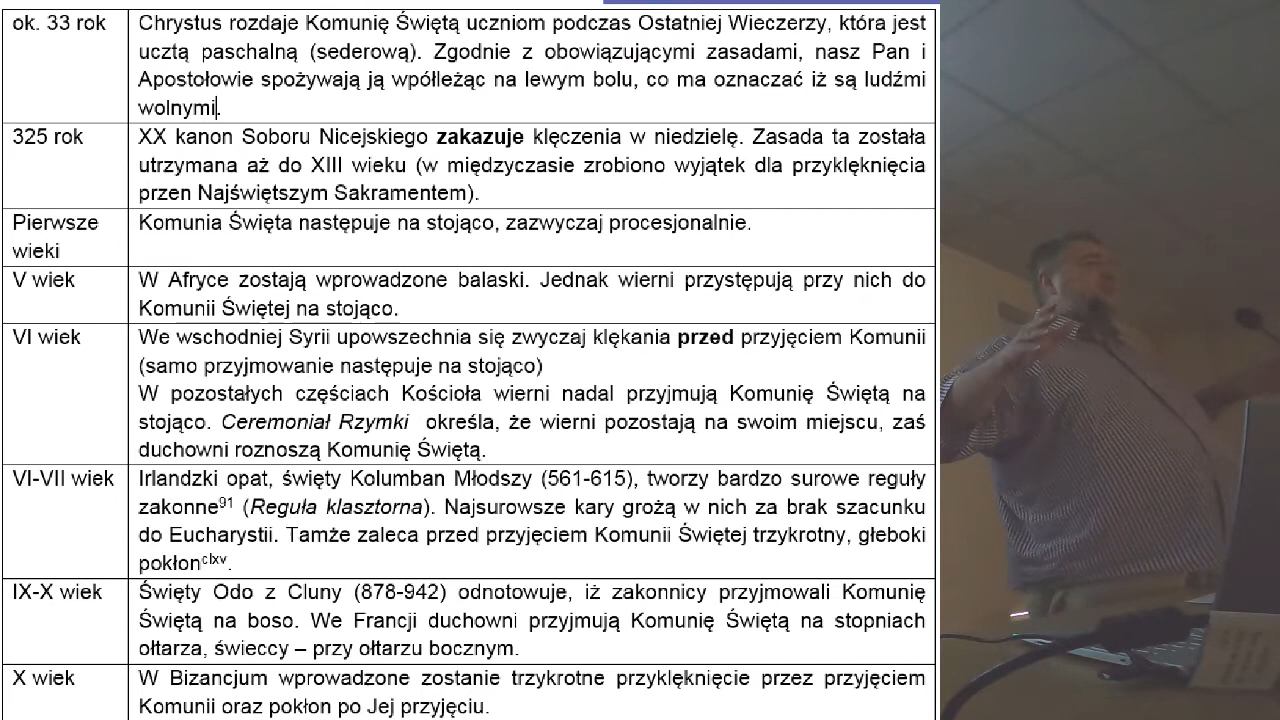 ok. 33 rok
Chrystus rozdaje Komunię Świętą uczniom podczas Ostatniej Wieczerzy, która jest
ucztą paschalną (sederową). Zgodnie z obowiązującymi zasadami, nasz Pan i
Apostołowie spożywają ją wpółleżąc na lewym bolu, co ma oznaczać iż są ludźmi
wolnymi.
325 rok
XX kanon Soboru Nicejskiego zakazuje klęczenia w niedzielę. Zasada ta została
utrzymana aż do XIII wieku (w międzyczasie zrobiono wyjątek dla przyklęknięcia
przen Najświętszym Sakramentem).
Pierwsze
wieki
Komunia Święta następuje na stojąco, zazwyczaj procesjonalnie.
V wiek
W Afryce zostają wprowadzone balaski. Jednak wierni przystępują przy nich do
Komunii Świętej na stojąco.
VI wiek
We wschodniej Syrii upowszechnia się zwyczaj klękania przed przyjęciem Komunii
(samo przyjmowanie następuje na stojąco)
W pozostałych częściach Kościoła wierni nadal przyjmują Komunię Świętą na
stojąco. Ceremoniał Rzymki określa, że wierni pozostają na swoim miejscu, zaś
duchowni roznoszą Komunię Świętą.
VI-VII wiek
Irlandzki opat, święty Kolumban Młodszy (561-615), tworzy bardzo surowe reguły
zakonne91 (Reguła klasztorna). Najsurowsze kary grożą w nich za brak szacunku
do Eucharystii. Tamże zaleca przed przyjęciem Komunii Świętej trzykrotny, głeboki
pokłonclxv.
IX-X wiek
Święty Odo z Cluny (878-942) odnotowuje, iż zakonnicy przyjmowali Komunię
Świętą na boso. We Francji duchowni przyjmują Komunię Świętą na stopniach
ołtarza, świeccy – przy ołtarzu bocznym.
X wiek
W Bizancjum wprowadzone zostanie trzykrotne przyklęknięcie przez przyjęciem
Komunii oraz pokłon po Jej przyjęciu.